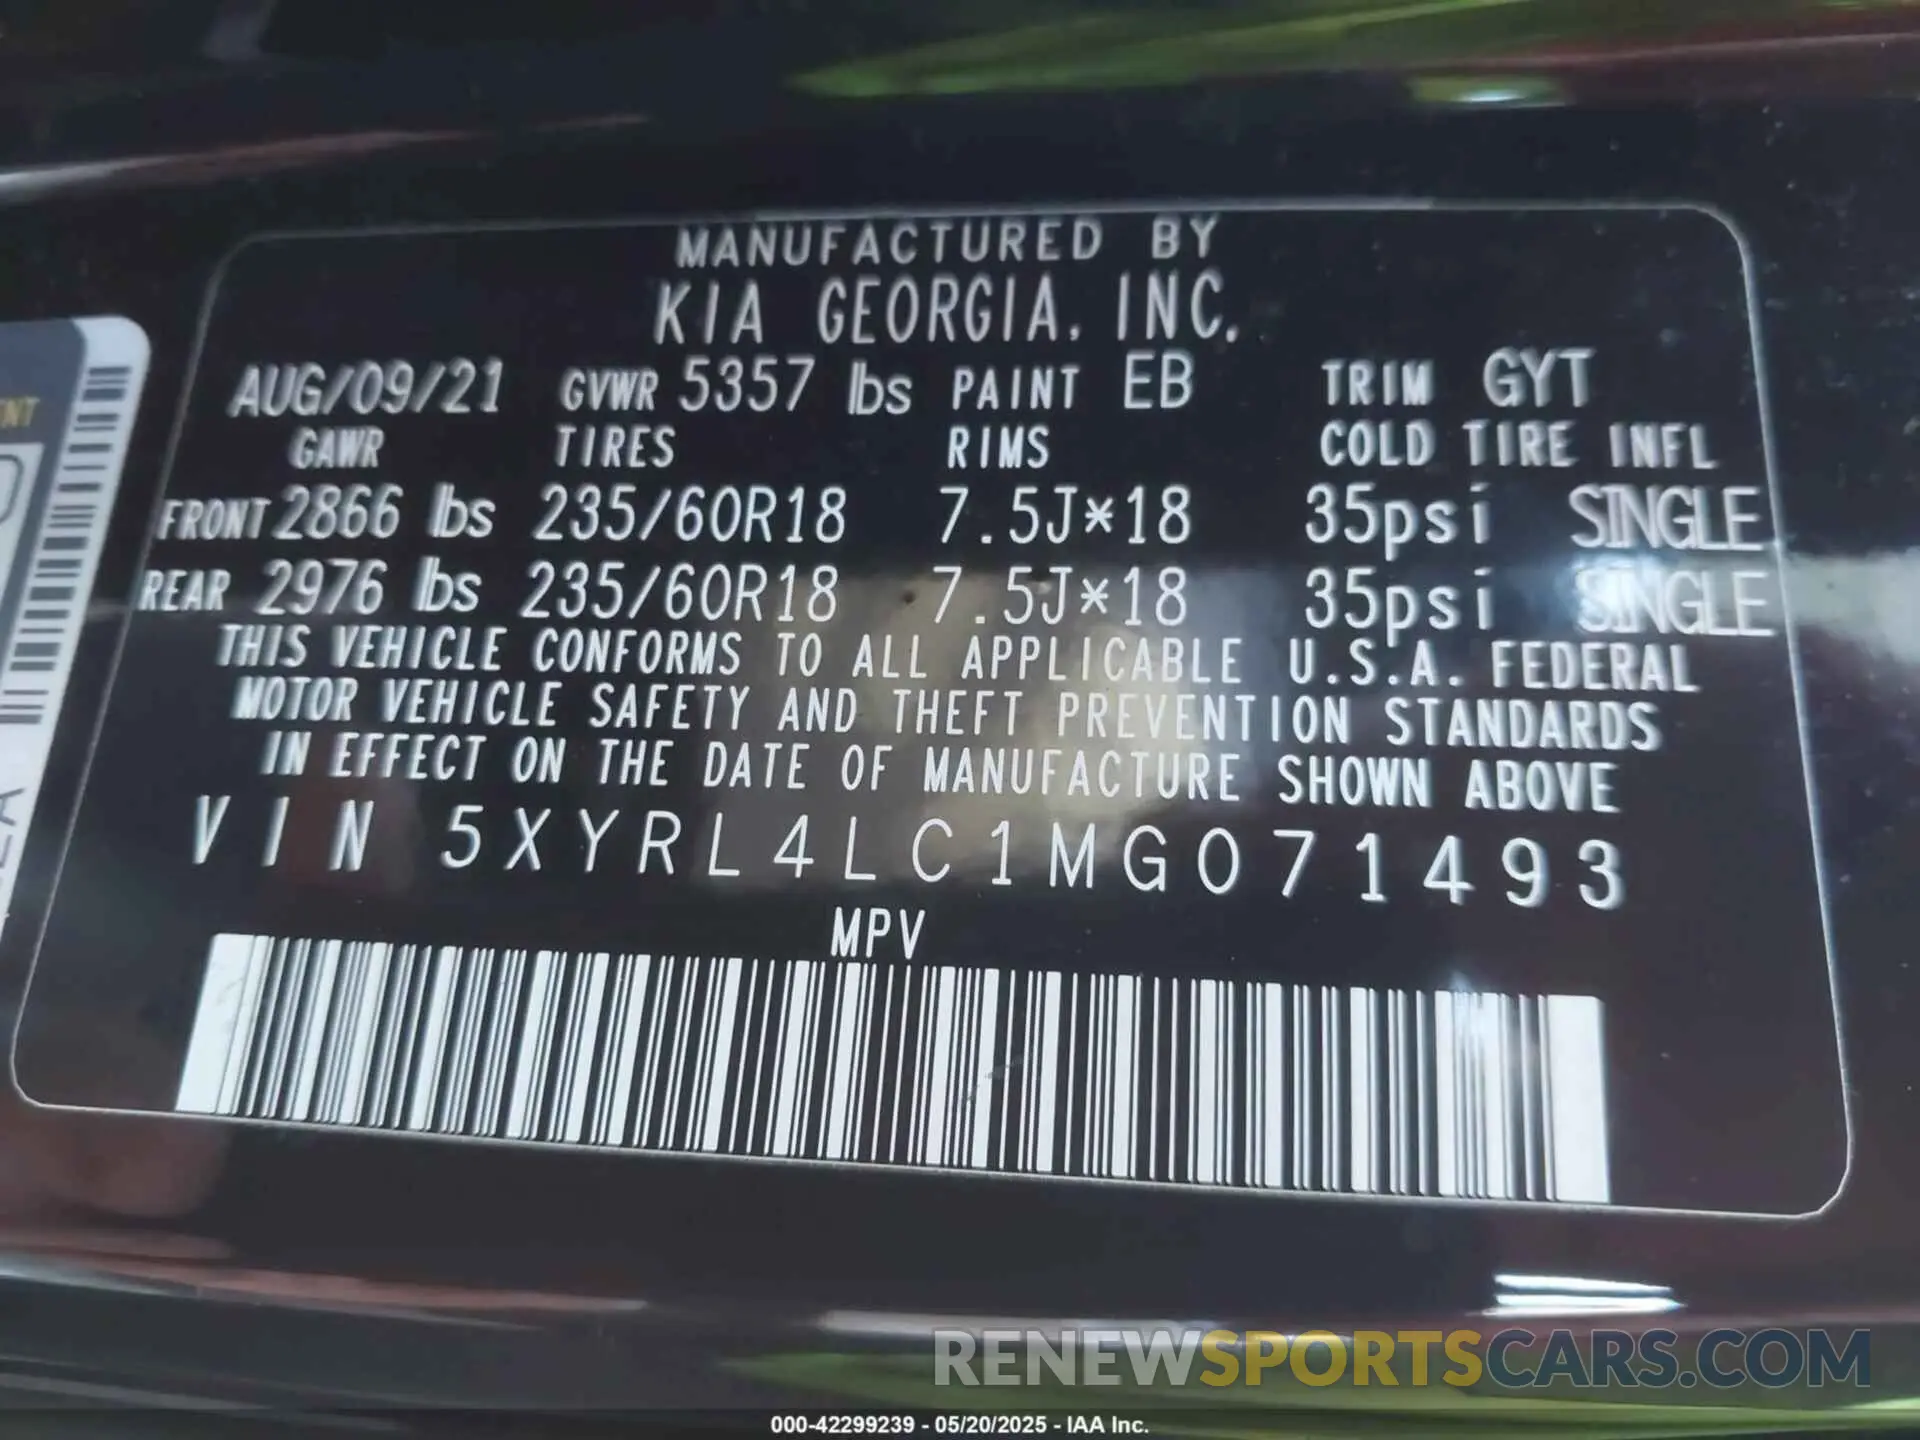 MANUFACTURED BY
KIA GEORGIA, INC.
AUG/09/21 GVWR 5357 lbs PAINT EB TRIM GYT
GAWR TIRES RIMS COLD TIRE INFL
FRONT 2866 lbs 235/60R18 7.5J*18 35psi SINGLE
REAR 2976 lbs 235/60R18 7.5J*18 35psi SINGLE
THIS VEHICLE CONFORMS TO ALL APPLICABLE U.S.A. FEDERAL
MOTOR VEHICLE SAFETY AND THEFT PREVENTION STANDARDS
IN EFFECT ON THE DATE OF MANUFACTURE SHOWN ABOVE
VIN 5XYRL4LC1MG071493
MPV
RENEWSPORTSCARS.COM
000-42299239 - 05/20/2025 - IAA Inc.